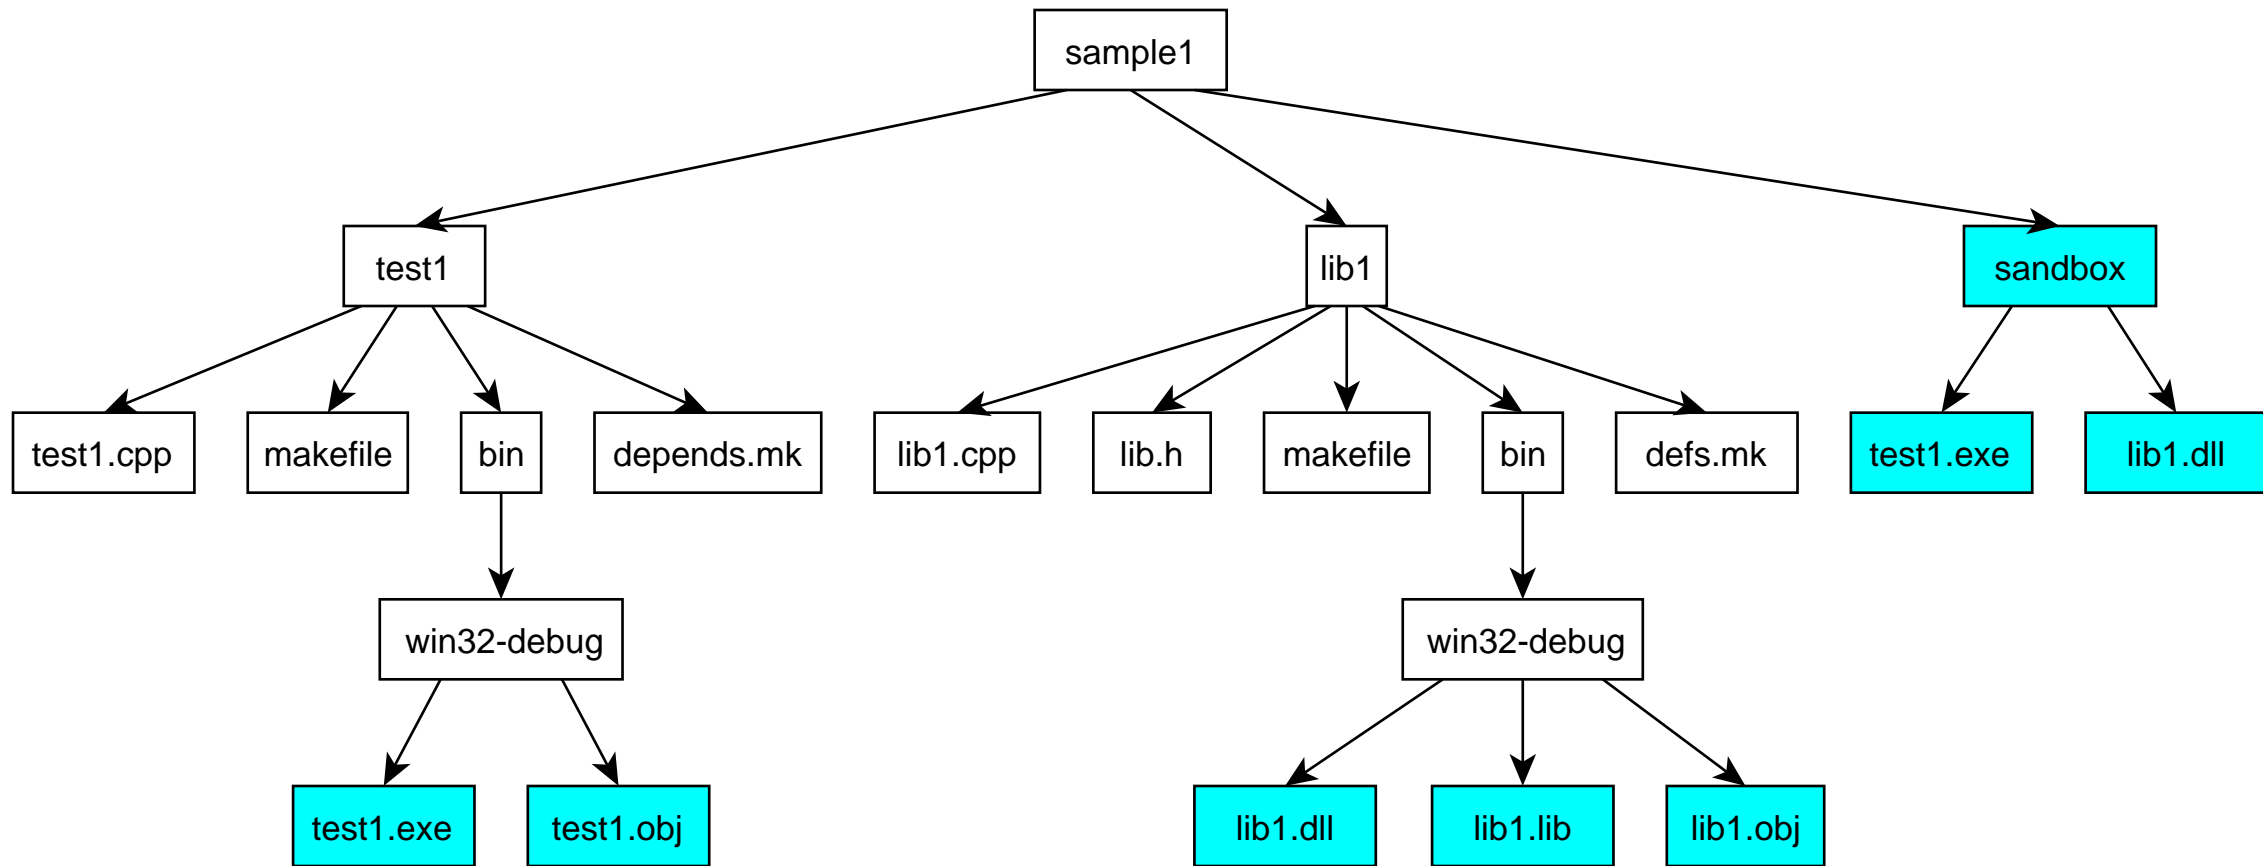 sample1
test1
lib1
sandbox
test1.cpp
makefile
bin
depends.mk
lib1.cpp
lib.h
makefile
bin
defs.mk
test1.exe
lib1.dll
win32-debug
win32-debug
test1.exe
test1.obj
lib1.dll
lib1.lib
lib1.obj